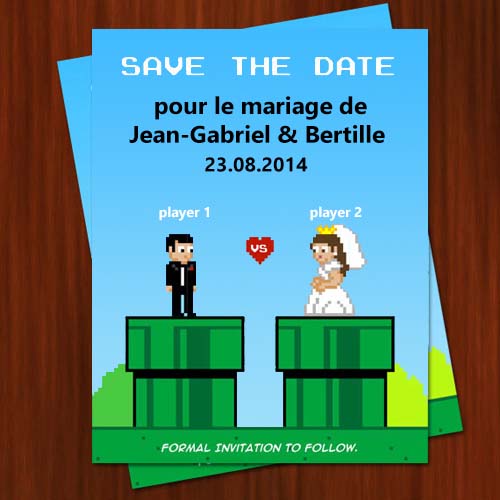 SAVE THE DATE
pour le mariage de
Jean-Gabriel & Bertille
23.08.2014
player 1
player 2
VS
FORMAL INVITATION TO FOLLOW.